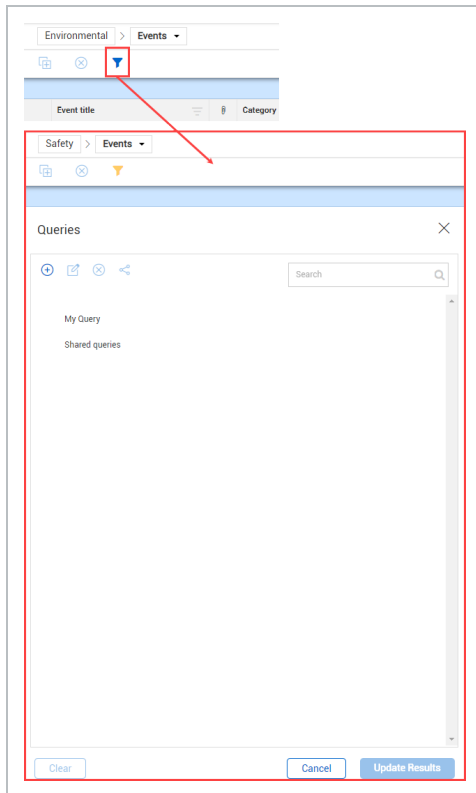 Environmental > Events
Event title Category
Safety > Events
Queries
Search
My Query
Shared queries
Clear Cancel Update Results